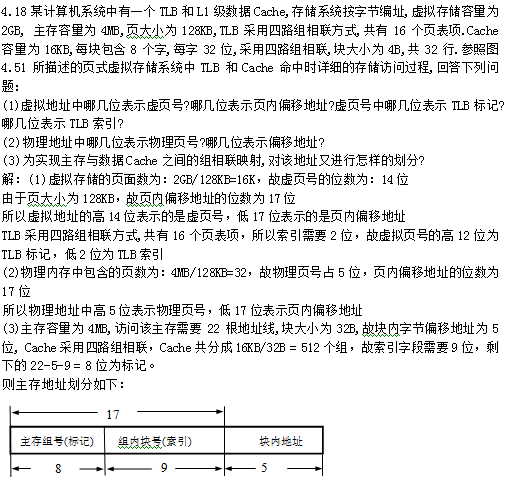 4.18 某计算机系统中有一个 TLB 和 L1 级数据 Cache,存储系统按字节编址,虚拟存储容量为
2GB, 主存容量为 4MB,页大小为 128KB,TLB 采用四路组相联方式,共有 16 个页表项.Cache
容量为 16KB,每块包含 8 个字,每字 32 位,采用四路组相联,块大小为 4B,共 32 行.参照图
4.51 所描述的页式虚拟存储系统中 TLB 和 Cache 命中时详细的存储访问过程,回答下列问
题:
(1)虚拟地址中哪几位表示虚页号?哪几位表示页内偏移地址?虚页号中哪几位表示 TLB 标记?
哪几位表示 TLB 索引?
(2)物理地址中哪几位表示物理页号?哪几位表示偏移地址?
(3)为实现主存与数据 Cache 之间的组相联映射,对该地址又进行怎样的划分?
解: (1)虚拟存储的页面数为: 2GB/128KB=16K, 故虚页号的位数为: 14 位
由于页大小为 128KB, 故页内偏移地址的位数为 17 位
所以虚拟地址的高 14 位表示的是虚页号, 低 17 位表示的是页内偏移地址
TLB 采用四路组相联方式,共有 16 个页表项, 所以索引需要 2 位, 故虚拟页号的高 12 位为
TLB 标记, 低 2 位为 TLB 索引
(2)物理内存中包含的页数为: 4MB/128KB=32, 故物理页号占 5 位, 页内偏移地址的位数为
17 位
所以物理地址中高 5 位表示物理页号, 低 17 位表示页内偏移地址
(3)主存容量为 4MB,访问该主存需要 22 根地址线,块大小为 32B,故块内字节偏移地址为 5
位, Cache 采用四路组相联, Cache 共分成 16KB/32B = 512 个组, 故索引字段需要 9 位, 剩
下的 22-5-9 = 8 位为标记。
则主存地址划分如下:
17
主存组号(标记) 组内块号(索引) 块内地址
8 9 5